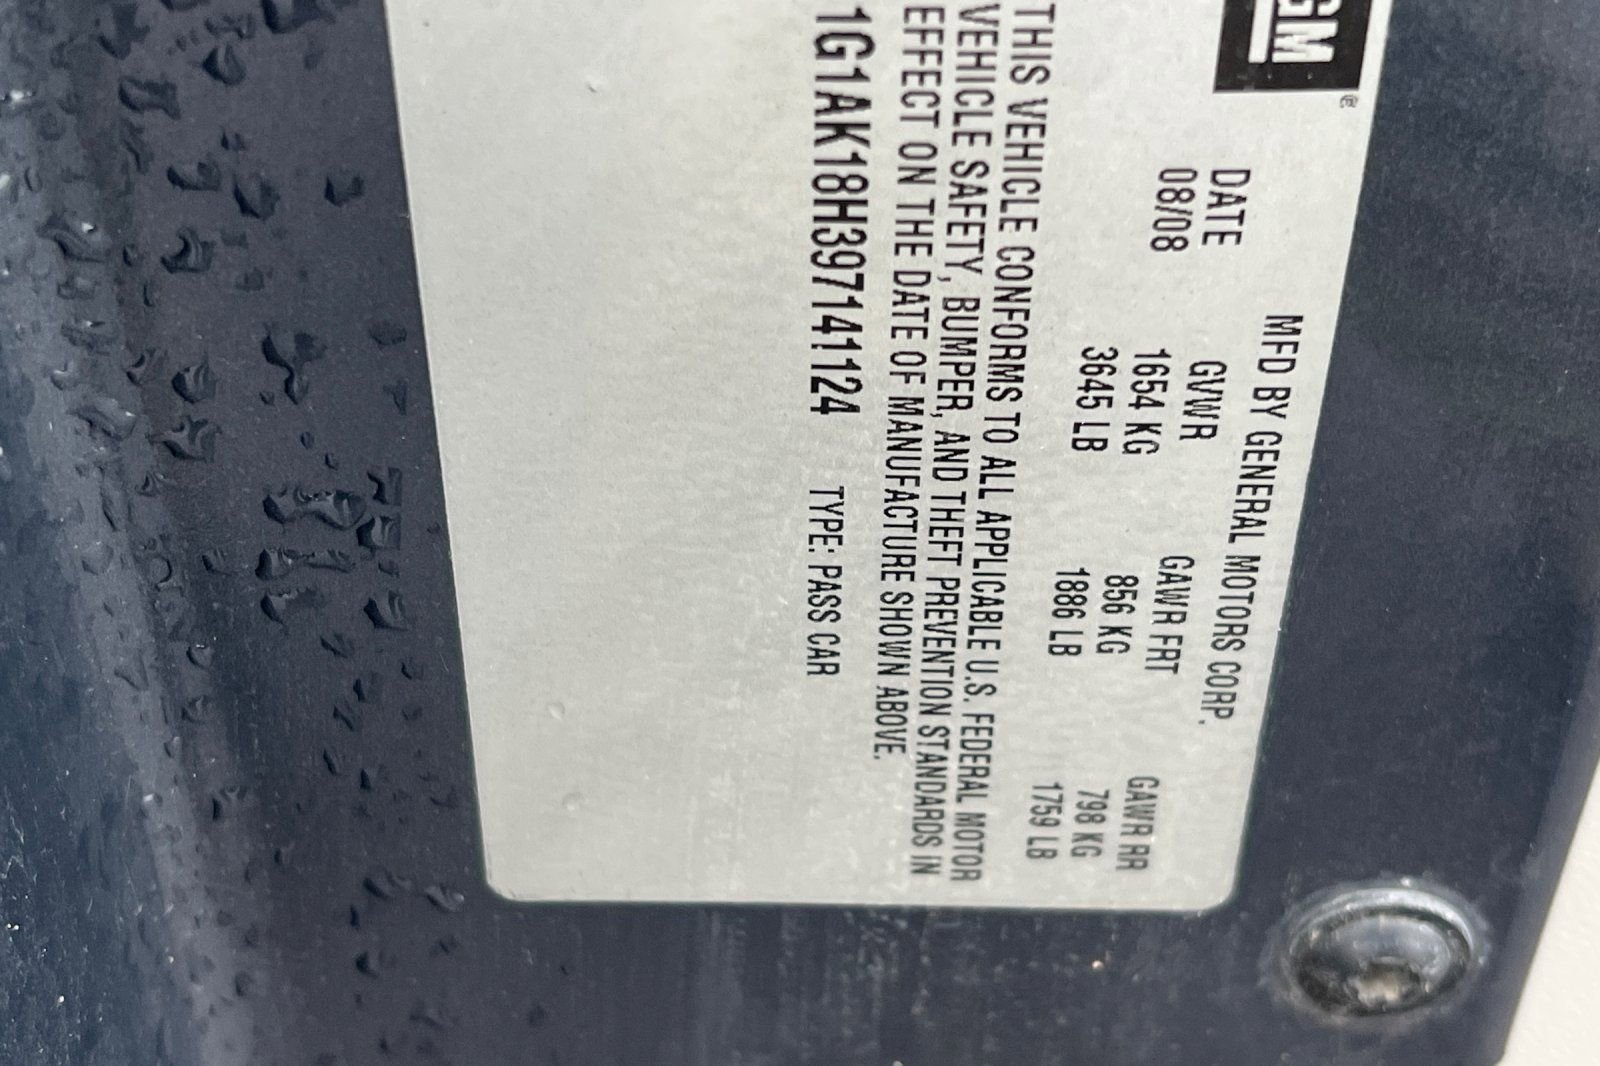 GM
®
MFD BY GENERAL MOTORS CORP.
DATE GVWR GAWR FRT GAWR RR
08/08 1654 KG 856 KG 798 KG
3645 LB 1886 LB 1759 LB
THIS VEHICLE CONFORMS TO ALL APPLICABLE U.S. FEDERAL MOTOR
VEHICLE SAFETY, BUMPER, AND THEFT PREVENTION STANDARDS IN
EFFECT ON THE DATE OF MANUFACTURE SHOWN ABOVE.
1G1AK18H397141124 TYPE: PASS CAR